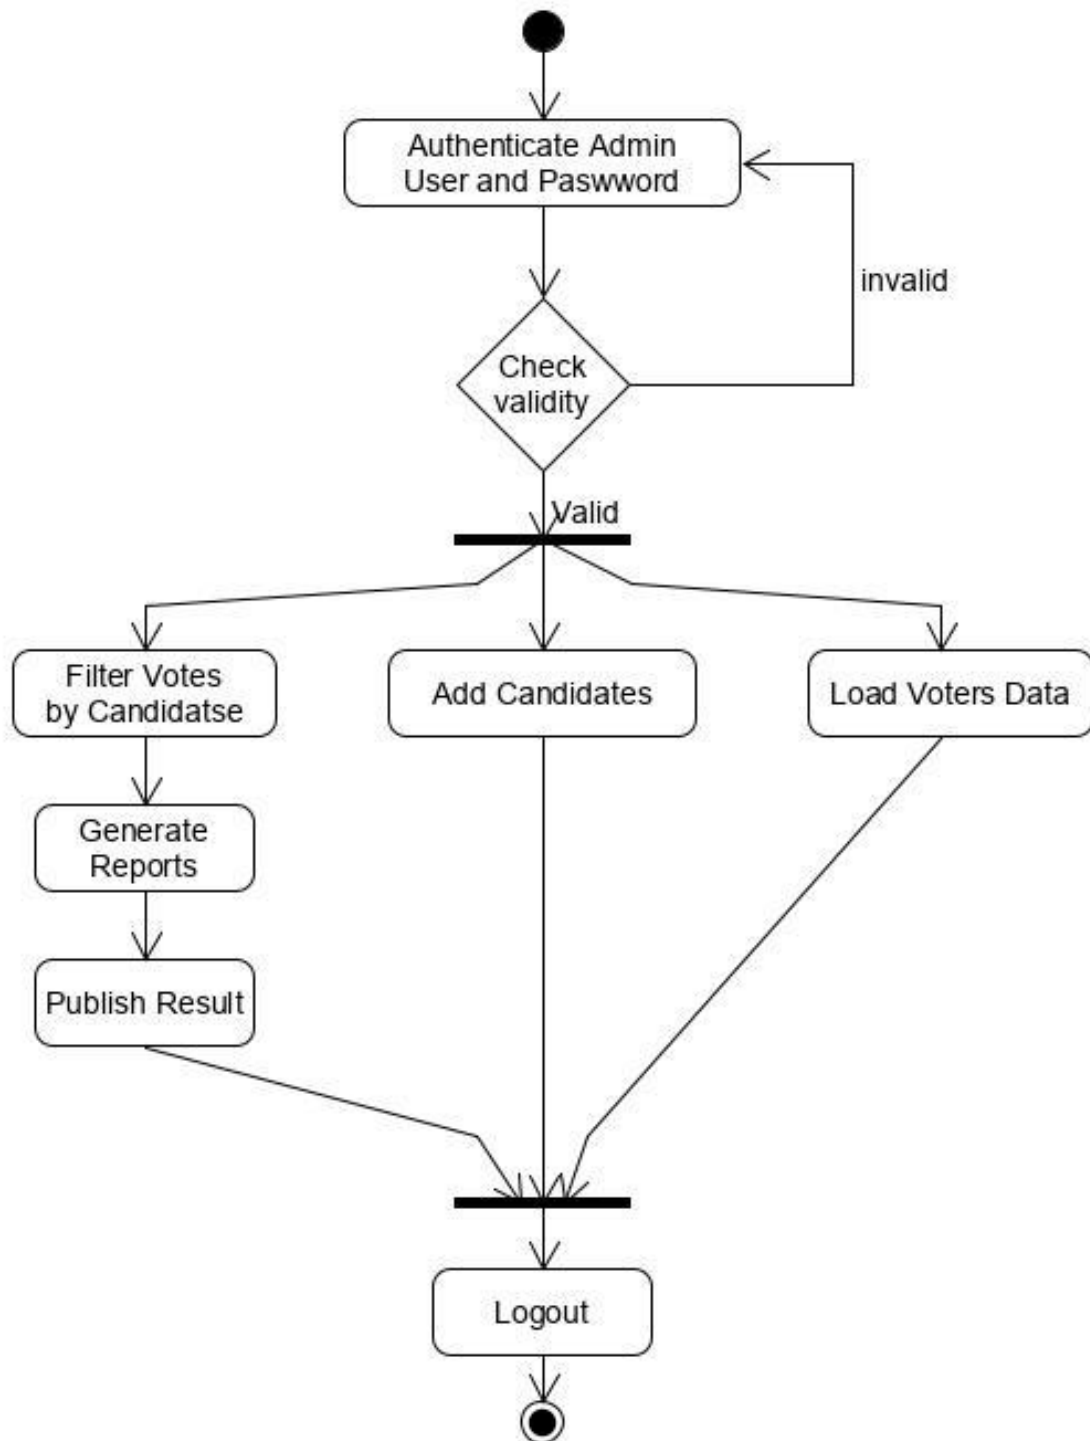 Authenticate Admin
User and Paswword
invalid
Check
validity
Valid
Filter Votes
by Candidatse
Add Candidates
Load Voters Data
Generate
Reports
Publish Result
Logout